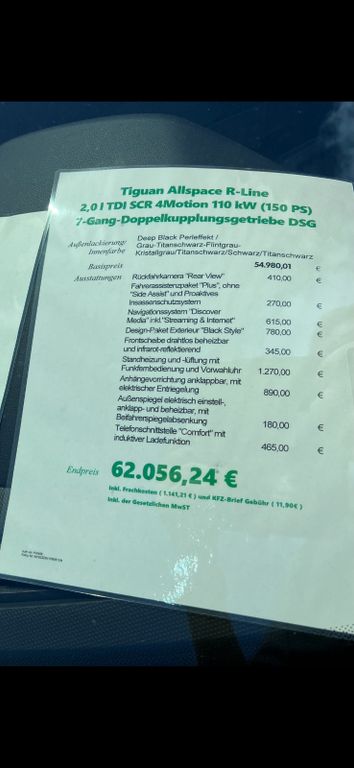 Tiguan Allspace R-Line
2,0 l TDI SCR 4Motion 110 kW (150 PS)
7-Gang-Doppelkupplungsgetriebe DSG
Außenlackierung/ Deep Black Perleffekt /
Innenfarbe Grau-Titanschwarz-Flintgrau-
Kristallgrau/Titanschwarz/Schwarz/Titanschwarz
Basispreis 54.980,01 €
Ausstattungen Rückfahrkamera "Rear View" 410,00 €
Fahrerassistenzpaket "Plus", ohne
"Side Assist" und Proaktives
Insassenschutzsystem 270,00 €
Navigationssystem "Discover
Media" inkl."Streaming & Internet" 615,00 €
Design-Paket Exterieur "Black Style" 780,00 €
Frontscheibe drahtlos beheizbar
und infrarot-reflektierend 345,00 €
Standheizung und -lüftung mit
Funkfernbedienung und Vorwahluhr 1.270,00 €
Anhängevorrichtung anklappbar, mit
elektrischer Entriegelung 890,00 €
Außenspiegel elektrisch einstell-,
anklapp- und beheizbar, mit
Beifahrerspiegelabsenkung 180,00 €
Telefonschnittstelle "Comfort" mit
induktiver Ladefunktion 465,00 €
Endpreis 62.056,24 €
inkl. Frachtkosten ( 1.141,21 € ) und KFZ-Brief Gebühr ( 11,90€ )
inkl. der Gesetzlichen MwST